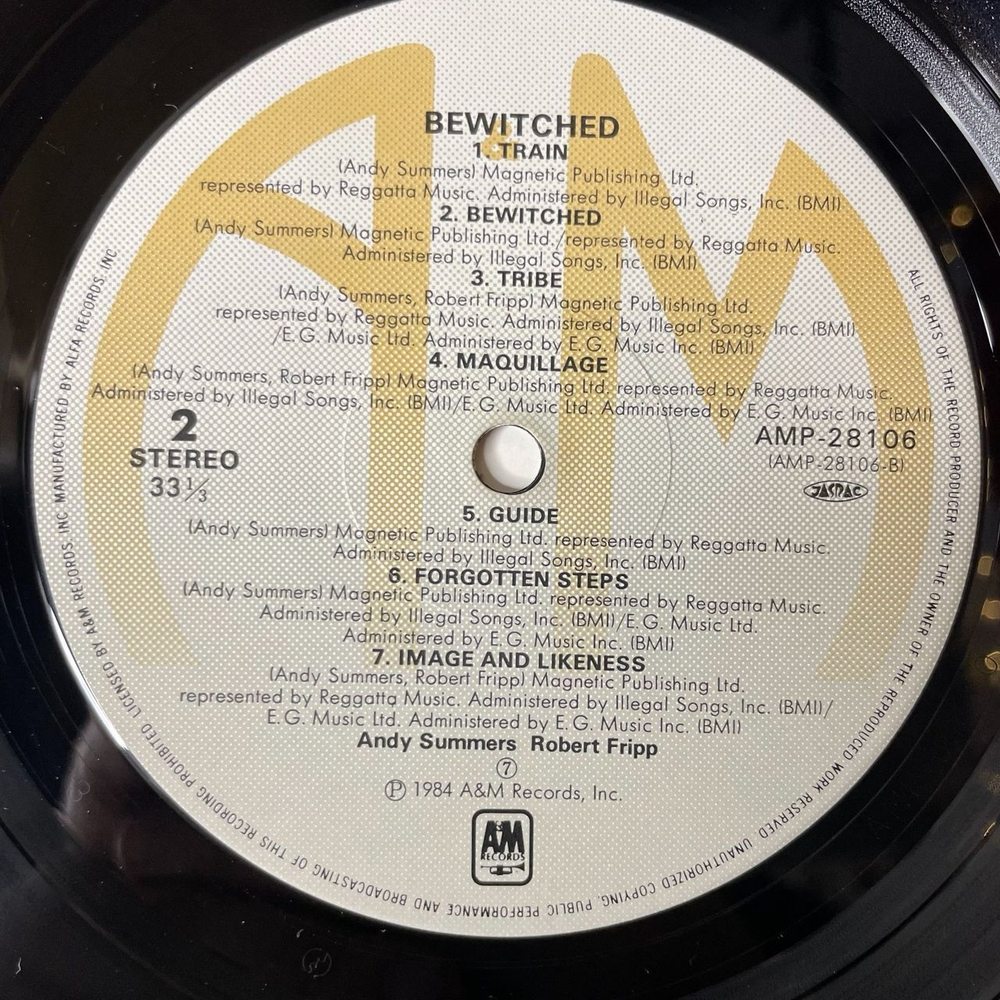 BEWITCHED
1. TRAIN
(Andy Summers) Magnetic Publishing Ltd.
represented by Reggatta Music. Administered by Illegal Songs, Inc. (BMI)
2. BEWITCHED
(Andy Summers) Magnetic Publishing Ltd./represented by Reggatta Music.
Administered by Illegal Songs, Inc. (BMI)
3. TRIBE
(Andy Summers, Robert Fripp) Magnetic Publishing Ltd.
represented by Reggatta Music. Administered by Illegal Songs, Inc. (BMI)
/E.G. Music Ltd. Administered by E.G. Music Inc. (BMI)
4. MAQUILLAGE
(Andy Summers, Robert Fripp) Magnetic Publishing Ltd. represented by Reggatta Music.
Administered by Illegal Songs, Inc. (BMI)/E.G. Music Ltd. Administered by E.G. Music Inc. (BMI)
2
STEREO
33⅓
AMP-28106
(AMP-28106-B)
JASRAC
5. GUIDE
(Andy Summers) Magnetic Publishing Ltd. represented by Reggatta Music.
Administered by Illegal Songs, Inc. (BMI)
6. FORGOTTEN STEPS
(Andy Summers) Magnetic Publishing Ltd. represented by Reggatta Music.
Administered by Illegal Songs, Inc. (BMI)/E.G. Music Ltd.
Administered by E.G. Music Inc. (BMI)
7. IMAGE AND LIKENESS
(Andy Summers, Robert Fripp) Magnetic Publishing Ltd.
represented by Reggatta Music. Administered by Illegal Songs, Inc. (BMI)/
E.G. Music Ltd. Administered by E.G. Music Inc. (BMI)
Andy Summers Robert Fripp
⑦
Ⓟ 1984 A&M Records, Inc.
A&M
RECORDS
ALL RIGHTS OF THE RECORD PRODUCER AND THE OWNER OF THE REPRODUCED WORK RESERVED. UNAUTHORIZED COPYING, PUBLIC PERFORMANCE AND BROADCASTING OF THIS RECORDING PROHIBITED. LICENSED BY A&M RECORDS, INC. MANUFACTURED BY ALFA RECORDS, INC